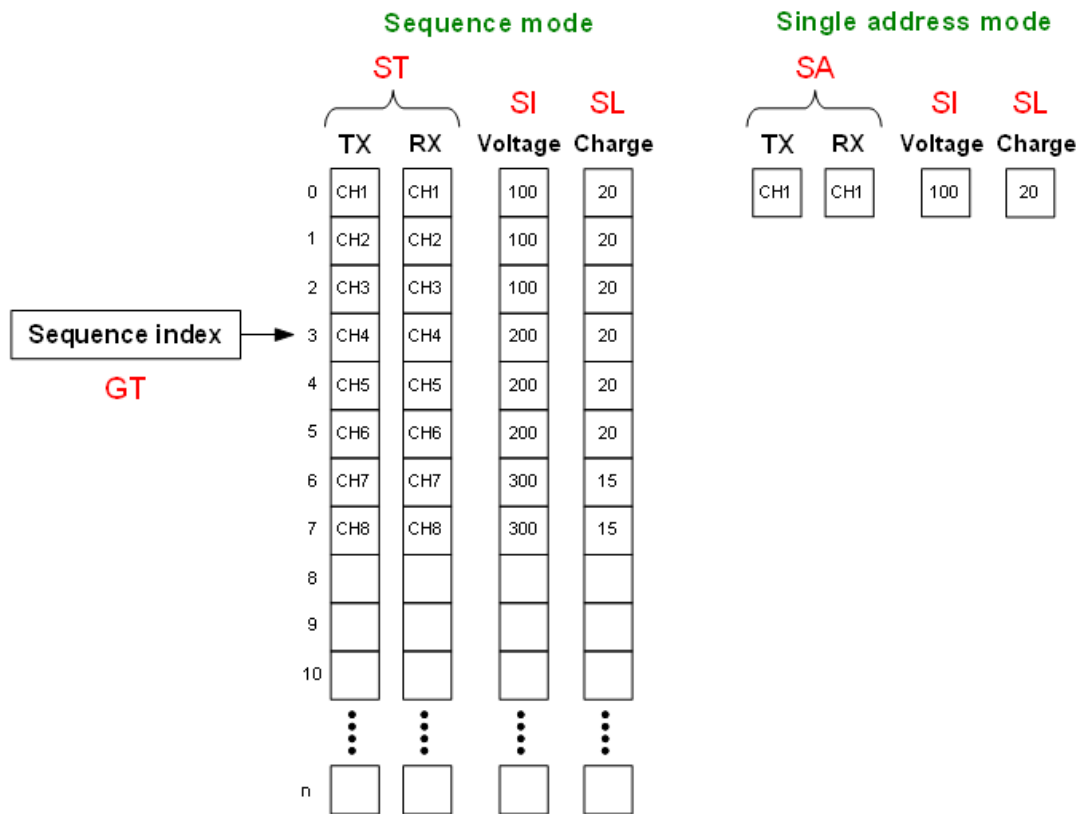 Sequence mode Single address mode
ST SA
SI SL SI SL
TX RX Voltage Charge TX RX Voltage Charge
0 CH1 CH1 100 20 CH1 CH1 100 20
1 CH2 CH2 100 20
2 CH3 CH3 100 20
Sequence index 3 CH4 CH4 200 20
GT
4 CH5 CH5 200 20
5 CH6 CH6 200 20
6 CH7 CH7 300 15
7 CH8 CH8 300 15
8
9
10
n